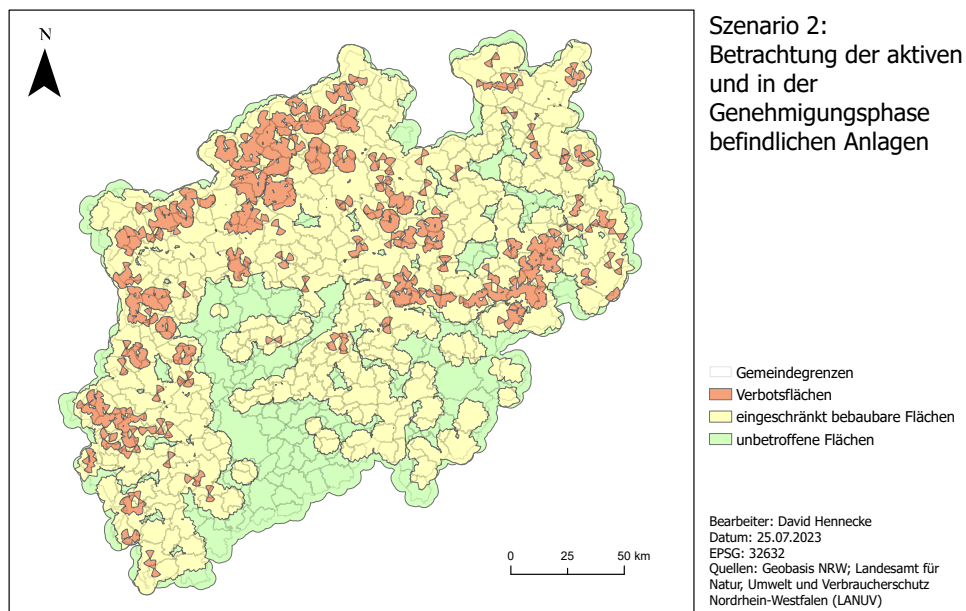 N
Szenario 2:
Betrachtung der aktiven
und in der
Genehmigungsphase
befindlichen Anlagen
Gemeindegrenzen
Verbotsflächen
eingeschränkt bebaubare Flächen
unbetroffene Flächen
0 25 50 km
Bearbeiter: David Hennecke
Datum: 25.07.2023
EPSG: 32632
Quellen: Geobasis NRW; Landesamt für
Natur, Umwelt und Verbraucherschutz
Nordrhein-Westfalen (LANUV)